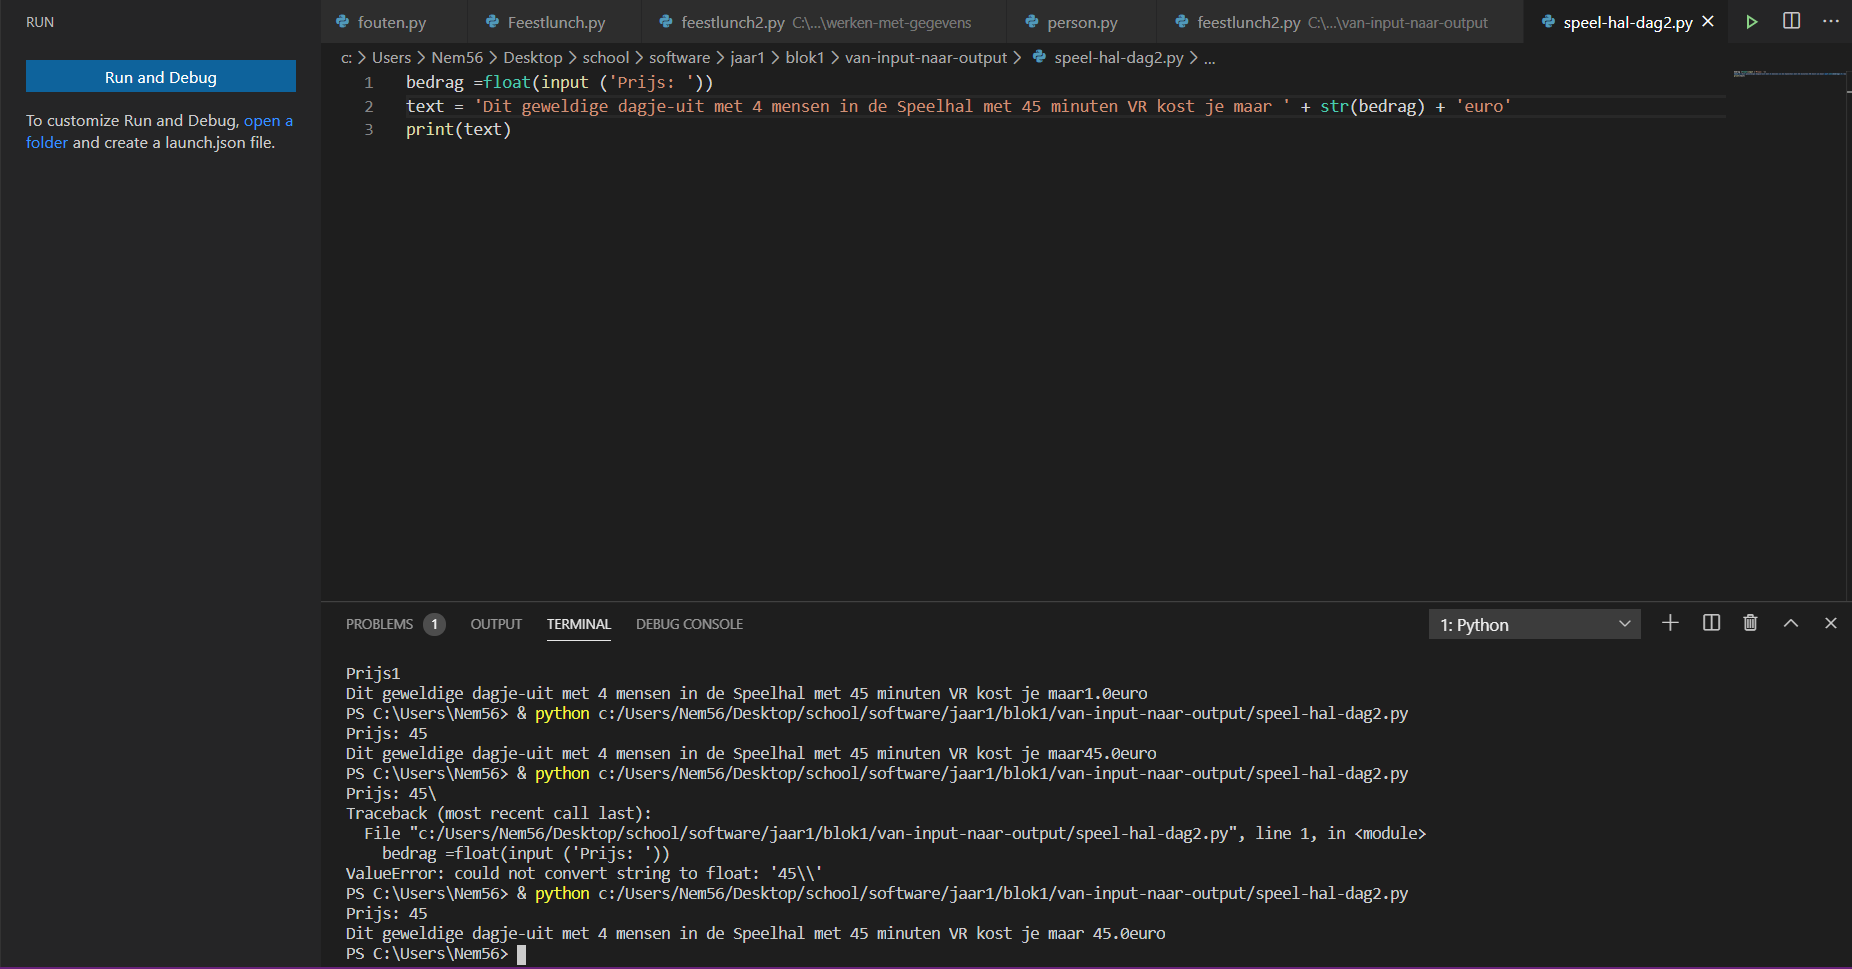 RUN
Run and Debug
To customize Run and Debug, open a
folder and create a launch.json file.
fouten.py Feestlunch.py feestlunch2.py C:\...\werken-met-gegevens person.py feestlunch2.py C:\...\van-input-naar-output speel-hal-dag2.py
c: > Users > Nem56 > Desktop > school > software > jaar1 > blok1 > van-input-naar-output > speel-hal-dag2.py > ...
1 bedrag =float(input ('Prijs: '))
2 text = 'Dit geweldige dagje-uit met 4 mensen in de Speelhal met 45 minuten VR kost je maar ' + str(bedrag) + 'euro'
3 print(text)
PROBLEMS 1 OUTPUT TERMINAL DEBUG CONSOLE 1: Python
Prijs1
Dit geweldige dagje-uit met 4 mensen in de Speelhal met 45 minuten VR kost je maar1.0euro
PS C:\Users\Nem56> & python c:/Users/Nem56/Desktop/school/software/jaar1/blok1/van-input-naar-output/speel-hal-dag2.py
Prijs: 45
Dit geweldige dagje-uit met 4 mensen in de Speelhal met 45 minuten VR kost je maar45.0euro
PS C:\Users\Nem56> & python c:/Users/Nem56/Desktop/school/software/jaar1/blok1/van-input-naar-output/speel-hal-dag2.py
Prijs: 45\
Traceback (most recent call last):
File "c:/Users/Nem56/Desktop/school/software/jaar1/blok1/van-input-naar-output/speel-hal-dag2.py", line 1, in <module>
bedrag =float(input ('Prijs: '))
ValueError: could not convert string to float: '45\\'
PS C:\Users\Nem56> & python c:/Users/Nem56/Desktop/school/software/jaar1/blok1/van-input-naar-output/speel-hal-dag2.py
Prijs: 45
Dit geweldige dagje-uit met 4 mensen in de Speelhal met 45 minuten VR kost je maar 45.0euro
PS C:\Users\Nem56>